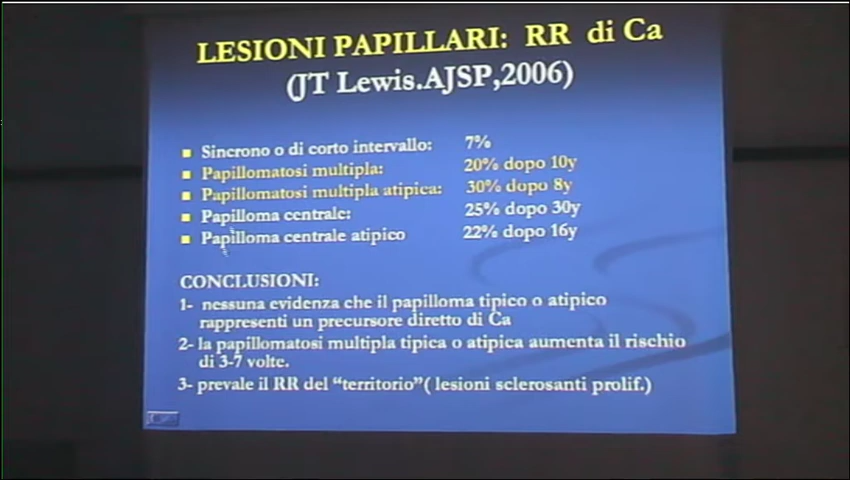 LESIONI PAPILLARI: RR di Ca
(JT Lewis.AJSP,2006)
Sincrono o di corto intervallo: 7%
Papillomatosi multipla: 20% dopo 10y
Papillomatosi multipla atipica: 30% dopo 8y
Papilloma centrale: 25% dopo 30y
Papilloma centrale atipico 22% dopo 16y
CONCLUSIONI:
1- nessuna evidenza che il papilloma tipico o atipico
rappresenti un precursore diretto di Ca
2- la papillomatosi multipla tipica o atipica aumenta il rischio
di 3-7 volte.
3- prevale il RR del “territorio”( lesioni sclerosanti prolif.)